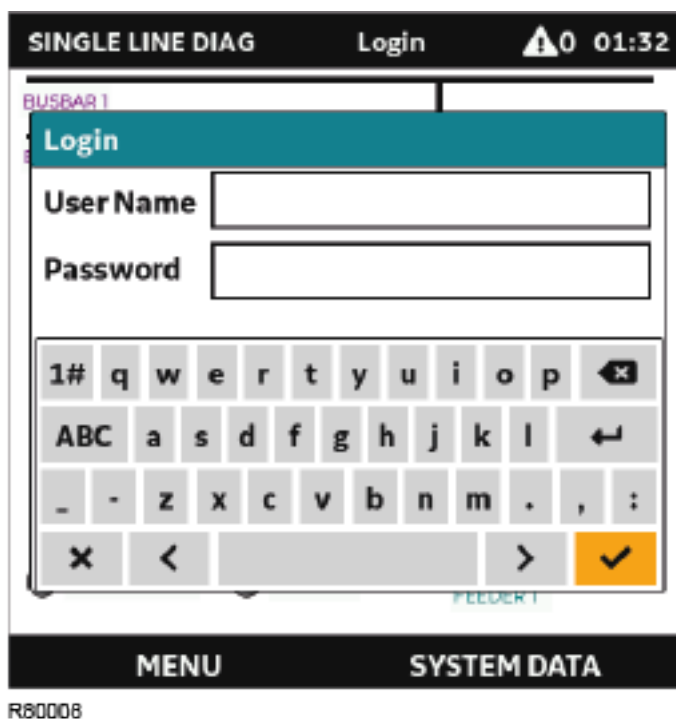 SINGLE LINE DIAG Login 0 01:32
BUSBAR 1
Login
User Name
Password
1# q w e r t y u i o p
ABC a s d f g h j k l
_ - z x c v b n m . , :
< >
FEEDER 1
MENU SYSTEM DATA
R80008